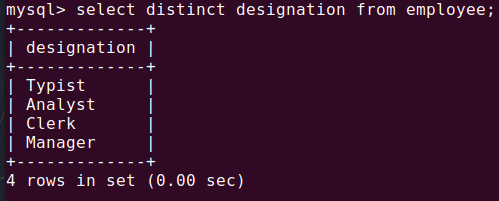 mysql> select distinct designation from employee;
+-------------+
| designation |
+-------------+
| Typist      |
| Analyst     |
| Clerk       |
| Manager     |
+-------------+
4 rows in set (0.00 sec)